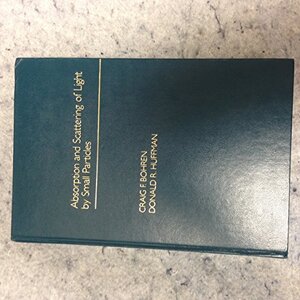 Absorption and Scattering of Light
by Small Particles
CRAIG F. BOHREN
DONALD R. HUFFMAN